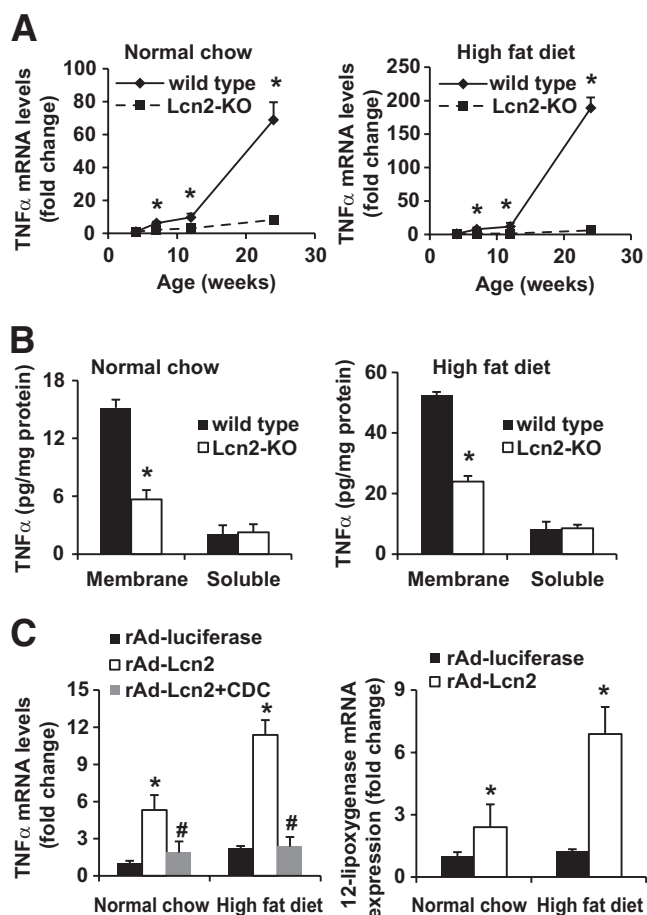 A
Normal chow
TNFα mRNA levels
(fold change)
100
80
60
40
20
0
wild type
Lcn2-KO
*
*
*
0 10 20 30
Age (weeks)
High fat diet
TNFα mRNA levels
(fold change)
250
200
150
100
50
0
wild type
Lcn2-KO
*
*
*
0 10 20 30
Age (weeks)
B
Normal chow
TNFα (pg/mg protein)
18
12
6
0
wild type
Lcn2-KO
*
Membrane Soluble
High fat diet
TNFα (pg/mg protein)
60
40
20
0
wild type
Lcn2-KO
*
Membrane Soluble
C
rAd-luciferase
rAd-Lcn2
rAd-Lcn2+CDC
TNFα mRNA levels
(fold change)
15
12
9
6
3
0
*
#
*
#
Normal chow High fat diet
rAd-luciferase
rAd-Lcn2
12-lipoxygenase mRNA
expression (fold change)
9
6
3
0
*
*
Normal chow High fat diet